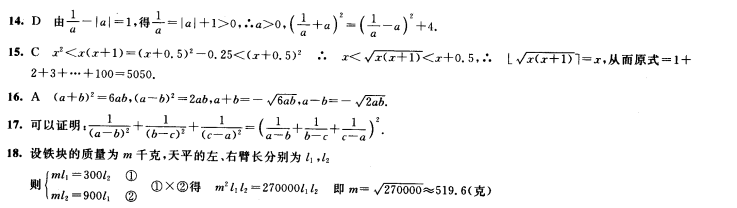 14. D 由1/a-|a|=1,得1/a=|a|+1>0,∴a>0,(1/a+a)²=(1/a-a)²+4.
15. C x²<x(x+1)=(x+0.5)²-0.25<(x+0.5)² ∴ x<√x(x+1)<x+0.5,∴ [√x(x+1)]=x,从而原式=1+
2+3+…+100=5050.
16. A (a+b)²=6ab,(a-b)²=2ab,a+b=-√6ab,a-b=-√2ab.
17. 可以证明:1/(a-b)²+1/(b-c)²+1/(c-a)²=(1/a-b+1/b-c+1/c-a)².
18. 设铁块的质量为 m 千克,天平的左、右臂长分别为 l₁,l₂
则{ml₁=300l₂ ① ml₂=900l₁ ② ①×②得 m²l₁l₂=270000l₁l₂ 即 m=√270000≈519.6(克)